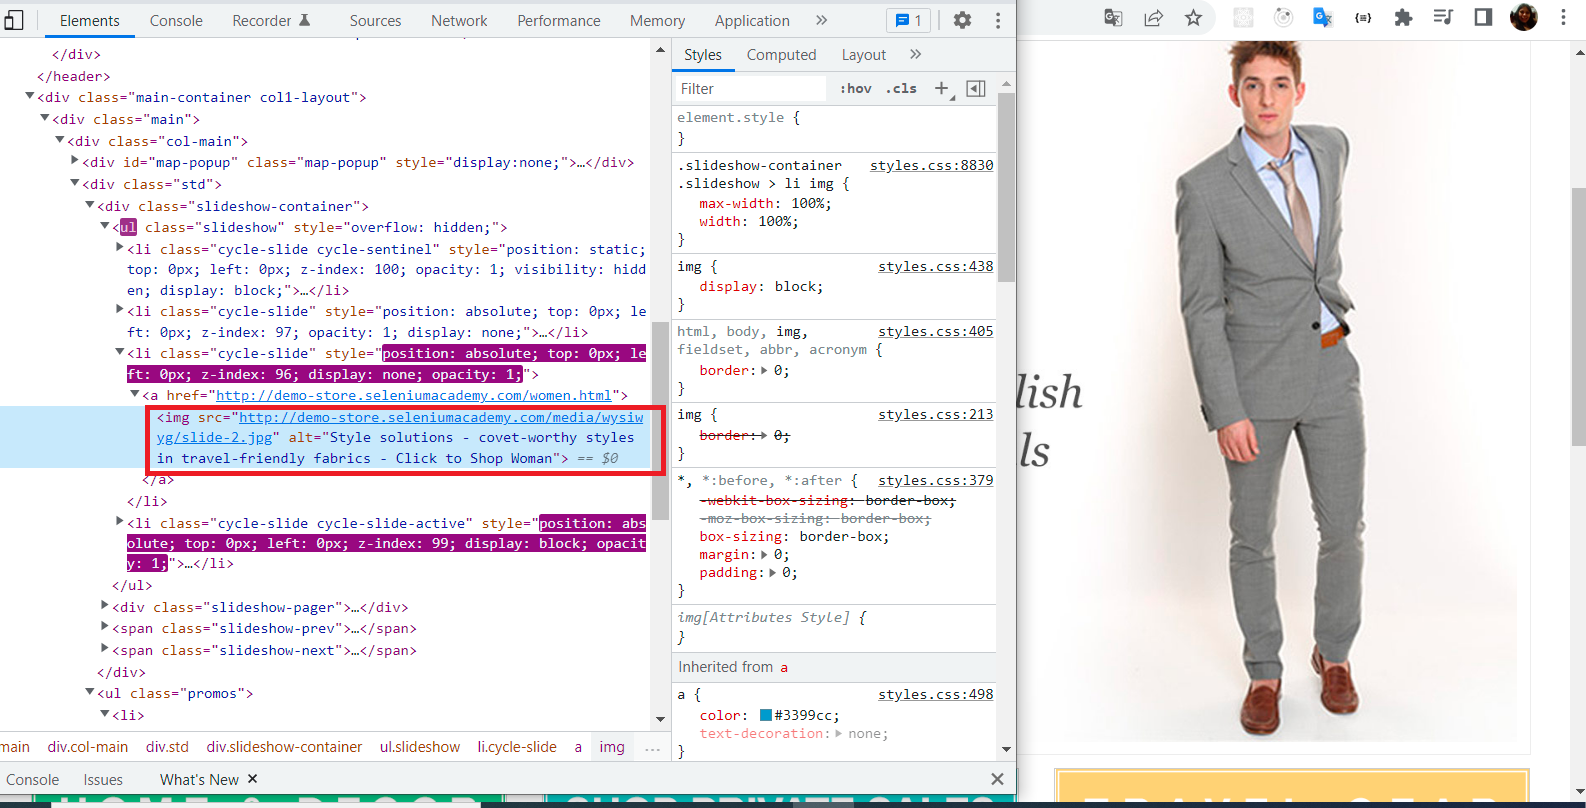 Elements Console Recorder Sources Network Performance Memory Application » 1
</div>
</header>
<div class="main-container col1-layout">
<div class="main">
<div class="col-main">
<div id="map-popup" class="map-popup" style="display:none;">…</div>
<div class="std">
<div class="slideshow-container">
<ul class="slideshow" style="overflow: hidden;">
<li class="cycle-slide cycle-sentinel" style="position: static;
top: 0px; left: 0px; z-index: 100; opacity: 1; visibility: hidd
en; display: block;">…</li>
<li class="cycle-slide" style="position: absolute; top: 0px; le
ft: 0px; z-index: 97; opacity: 1; display: none;">…</li>
<li class="cycle-slide" style="position: absolute; top: 0px; le
ft: 0px; z-index: 96; display: none; opacity: 1;">
<a href="http://demo-store.seleniumacademy.com/women.html">
<img src="http://demo-store.seleniumacademy.com/media/wysiw
yg/slide-2.jpg" alt="Style solutions - covet-worthy styles
in travel-friendly fabrics - Click to Shop Woman"> == $0
</a>
</li>
<li class="cycle-slide cycle-slide-active" style="position: abs
olute; top: 0px; left: 0px; z-index: 99; display: block; opacit
y: 1;">…</li>
</ul>
<div class="slideshow-pager">…</div>
<span class="slideshow-prev">…</span>
<span class="slideshow-next">…</span>
</div>
<ul class="promos">
<li>
main div.col-main div.std div.slideshow-container ul.slideshow li.cycle-slide a img ...
Console Issues What's New ×
Styles Computed Layout »
Filter :hov .cls +
element.style {
}
.slideshow-container styles.css:8830
.slideshow > li img {
max-width: 100%;
width: 100%;
}
img { styles.css:438
display: block;
}
html, body, img, styles.css:405
fieldset, abbr, acronym {
border: 0;
}
img { styles.css:213
border: 0;
}
*, *:before, *:after { styles.css:379
-webkit-box-sizing: border-box;
-moz-box-sizing: border-box;
box-sizing: border-box;
margin: 0;
padding: 0;
}
img[Attributes Style] {
}
Inherited from a
a { styles.css:498
color: #3399cc;
text-decoration: none;
}
lish
ls